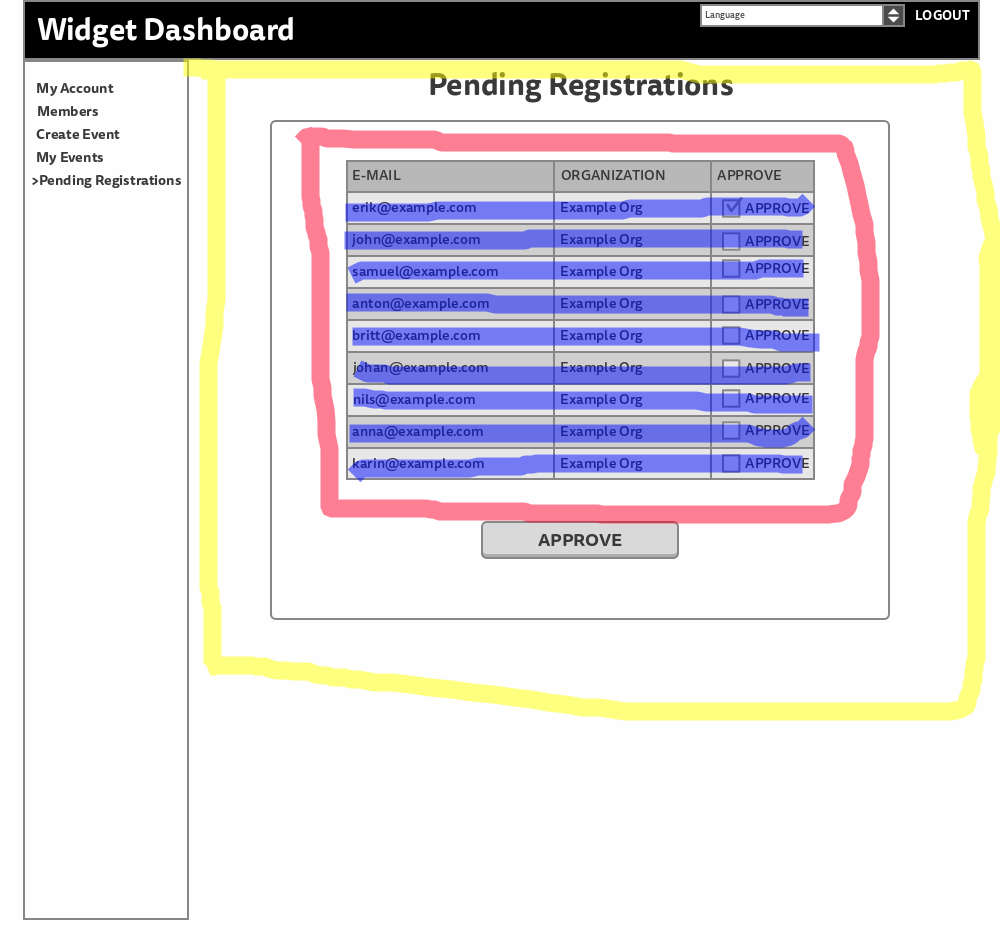 Widget Dashboard
Language
LOGOUT
My Account
Members
Create Event
My Events
>Pending Registrations
Pending Registrations
E-MAIL ORGANIZATION APPROVE
erik@example.com Example Org APPROVE
john@example.com Example Org APPROVE
samuel@example.com Example Org APPROVE
anton@example.com Example Org APPROVE
britt@example.com Example Org APPROVE
johan@example.com Example Org APPROVE
nils@example.com Example Org APPROVE
anna@example.com Example Org APPROVE
karin@example.com Example Org APPROVE
APPROVE